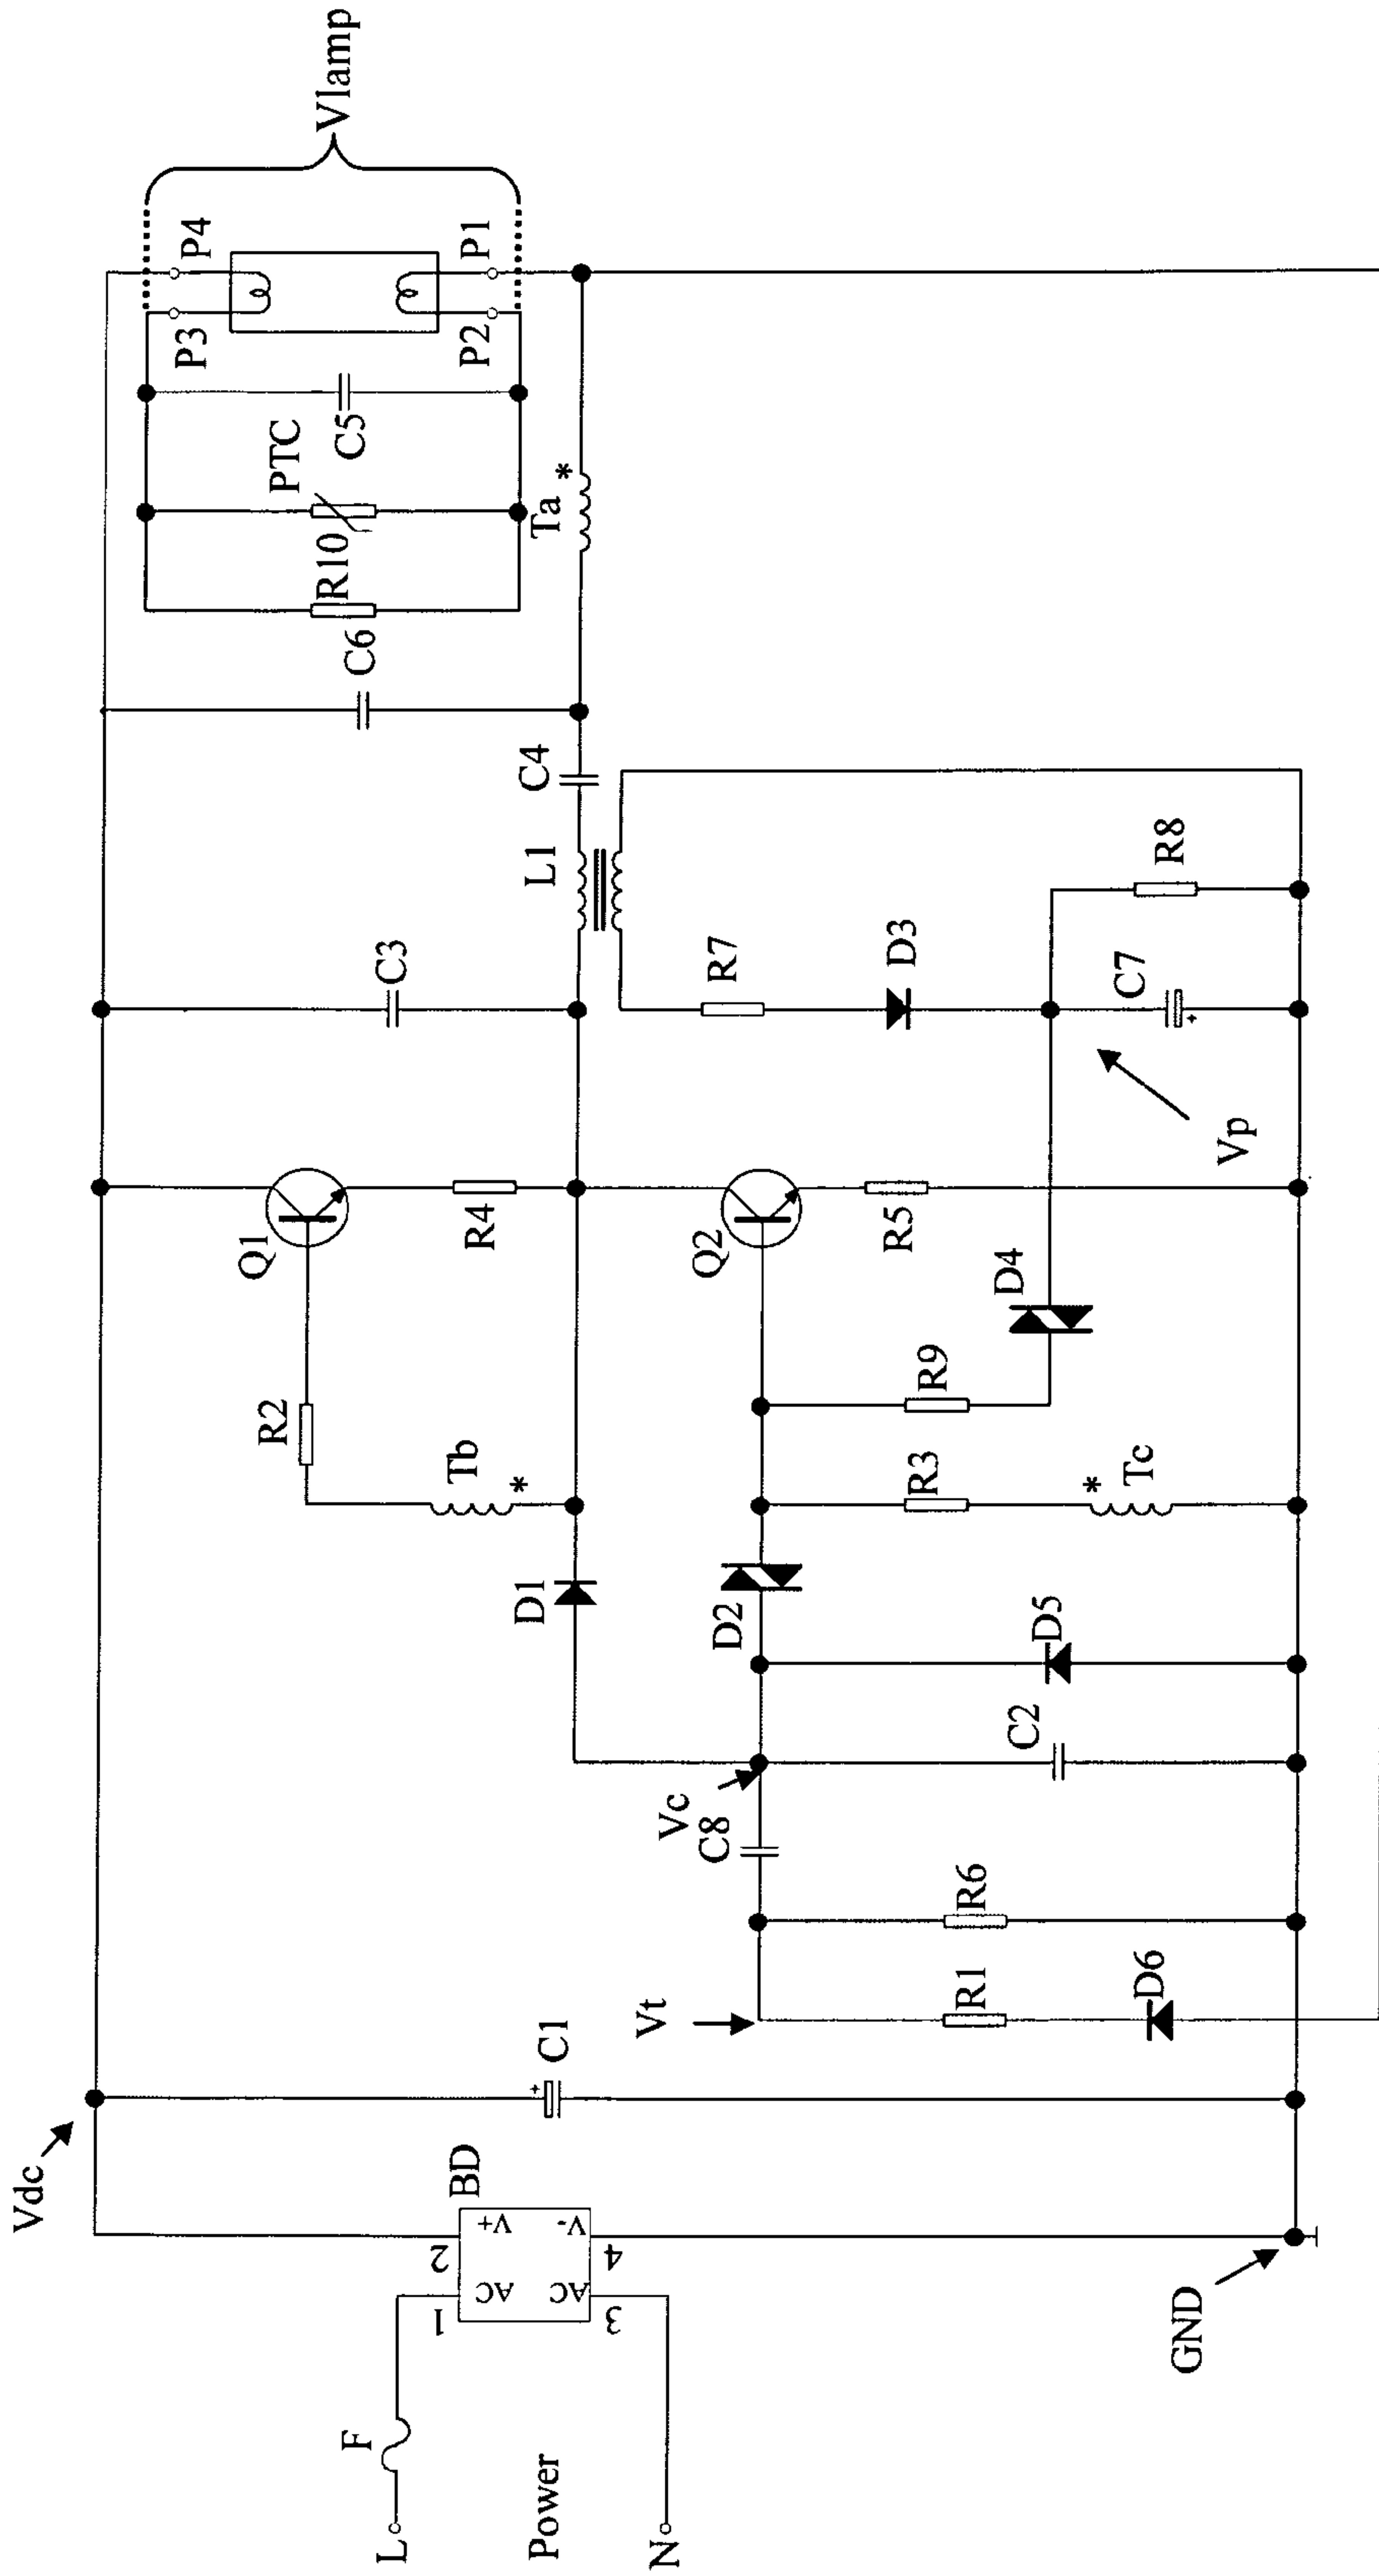 Vdc
L
F
Power
N
BD
1
2
3
4
AC
V+
AC
V-
GND
C1
Vt
R1
D6
R6
C8
Vc
C2
D1
D2
D5
Tb
*
R2
R3
*
Tc
R9
D4
Q1
R4
Q2
R5
Vp
C3
R7
D3
C7
+
+
R8
L1
C4
C6
R10
PTC
C5
Ta
*
P3
P4
P2
P1
Vlamp